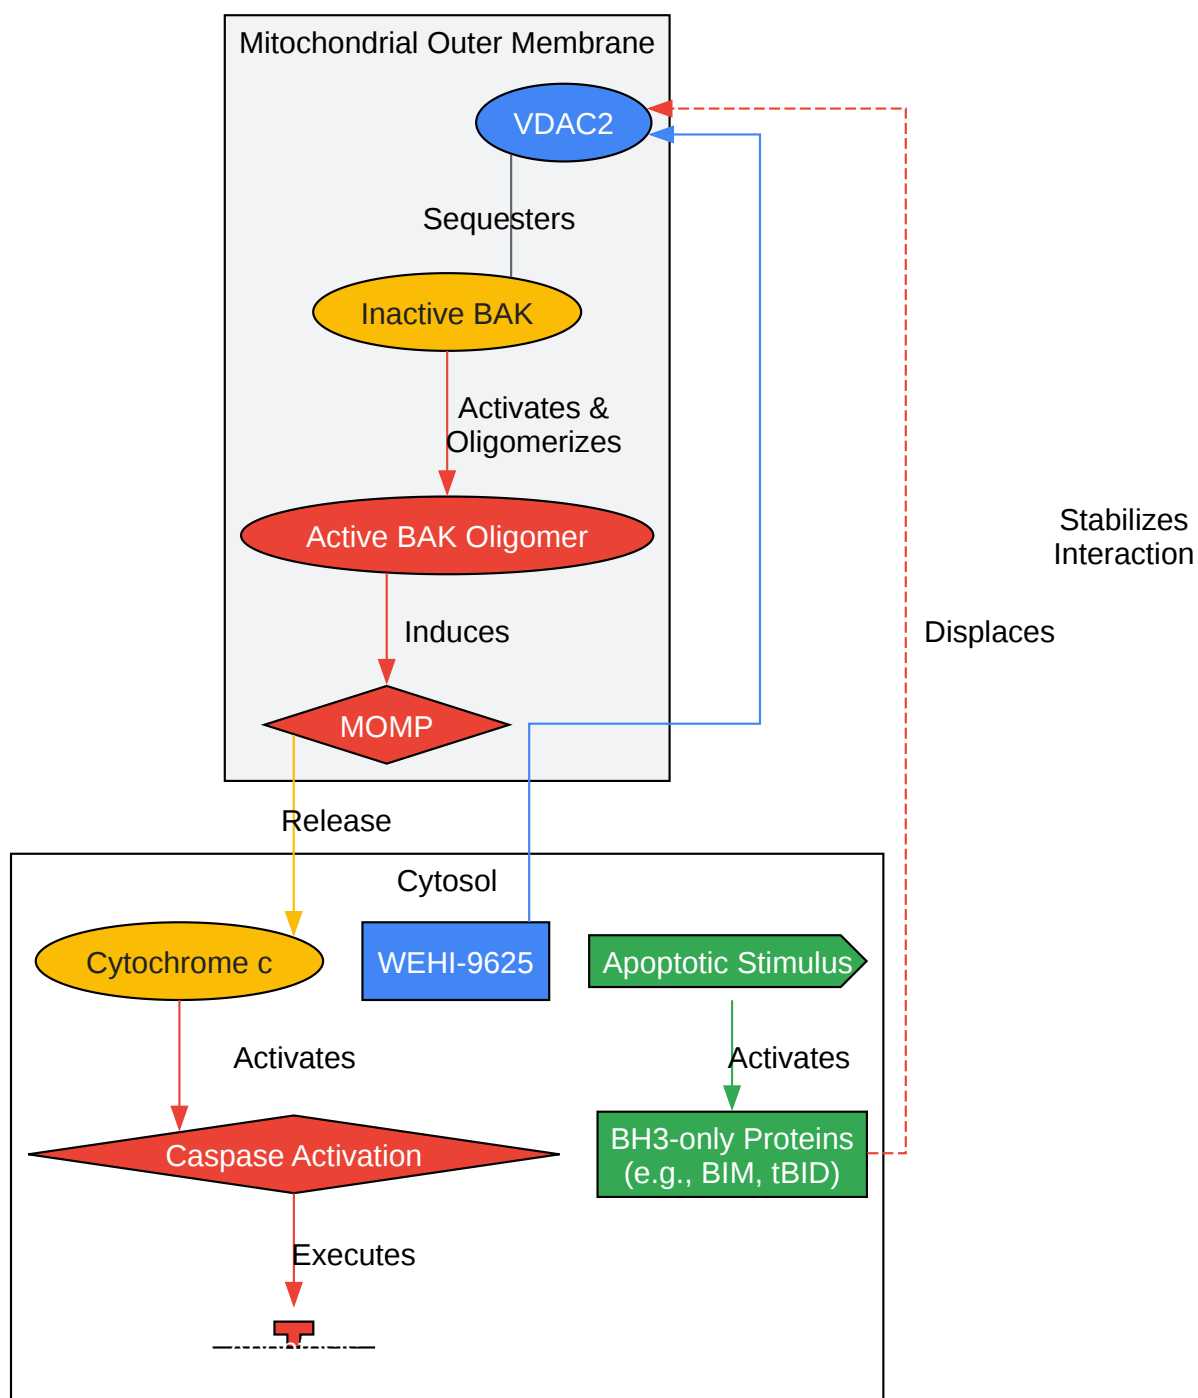 Mitochondrial Outer Membrane
VDAC2
Sequesters
Inactive BAK
Activates &
Oligomerizes
Active BAK Oligomer
Stabilizes
Interaction
Induces
Displaces
MOMP
Release
Cytosol
Cytochrome c
WEHI-9625
Apoptotic Stimulus
Activates
Activates
Caspase Activation
BH3-only Proteins
(e.g., BIM, tBID)
Executes